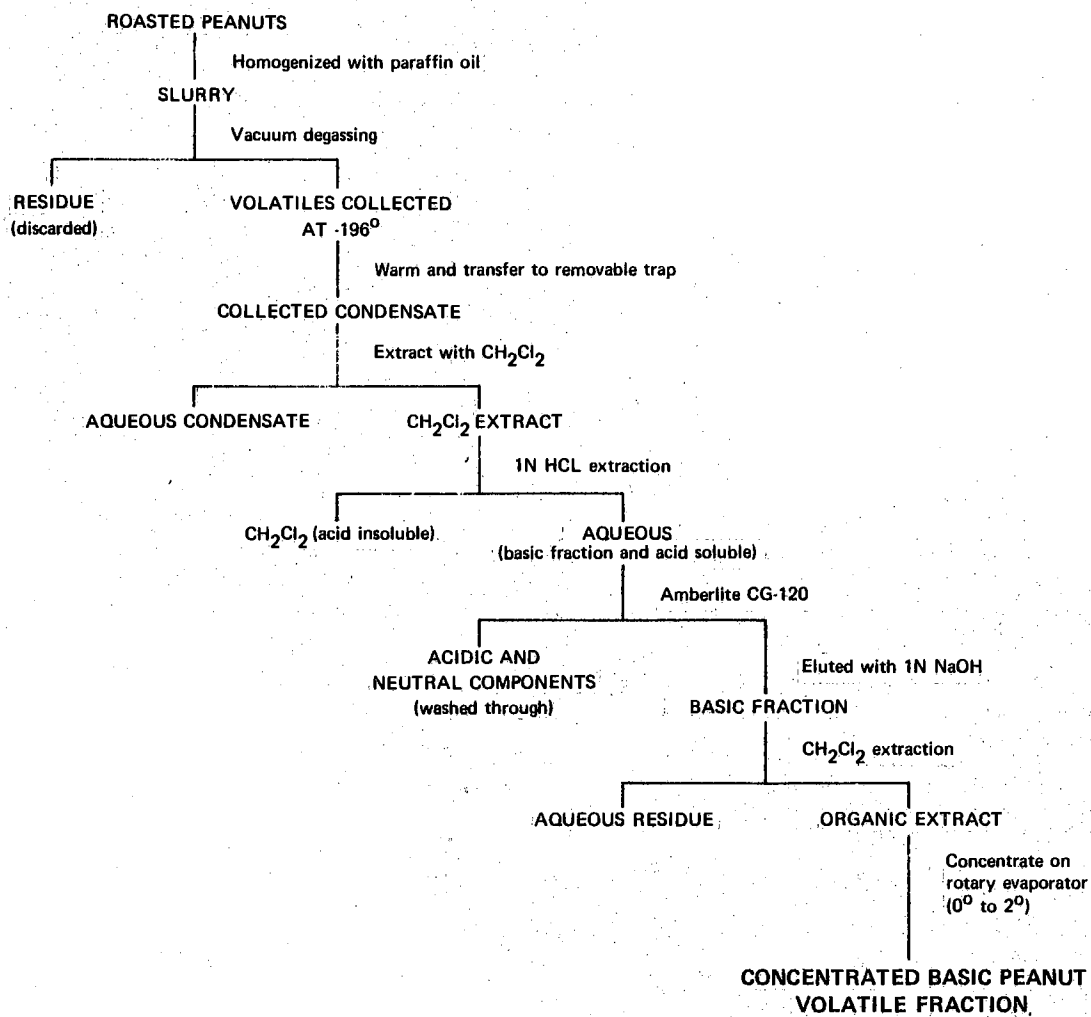 ROASTED PEANUTS
Homogenized with paraffin oil
SLURRY
Vacuum degassing
RESIDUE
(discarded)
VOLATILES COLLECTED
AT -196⁰
Warm and transfer to removable trap
COLLECTED CONDENSATE
Extract with CH₂Cl₂
AQUEOUS CONDENSATE
CH₂Cl₂ EXTRACT
1N HCL extraction
CH₂Cl₂ (acid insoluble)
AQUEOUS
(basic fraction and acid soluble)
Amberlite CG-120
ACIDIC AND
NEUTRAL COMPONENTS
(washed through)
Eluted with 1N NaOH
BASIC FRACTION
CH₂Cl₂ extraction
AQUEOUS RESIDUE
ORGANIC EXTRACT
Concentrate on
rotary evaporator
(0⁰ to 2⁰)
CONCENTRATED BASIC PEANUT
VOLATILE FRACTION